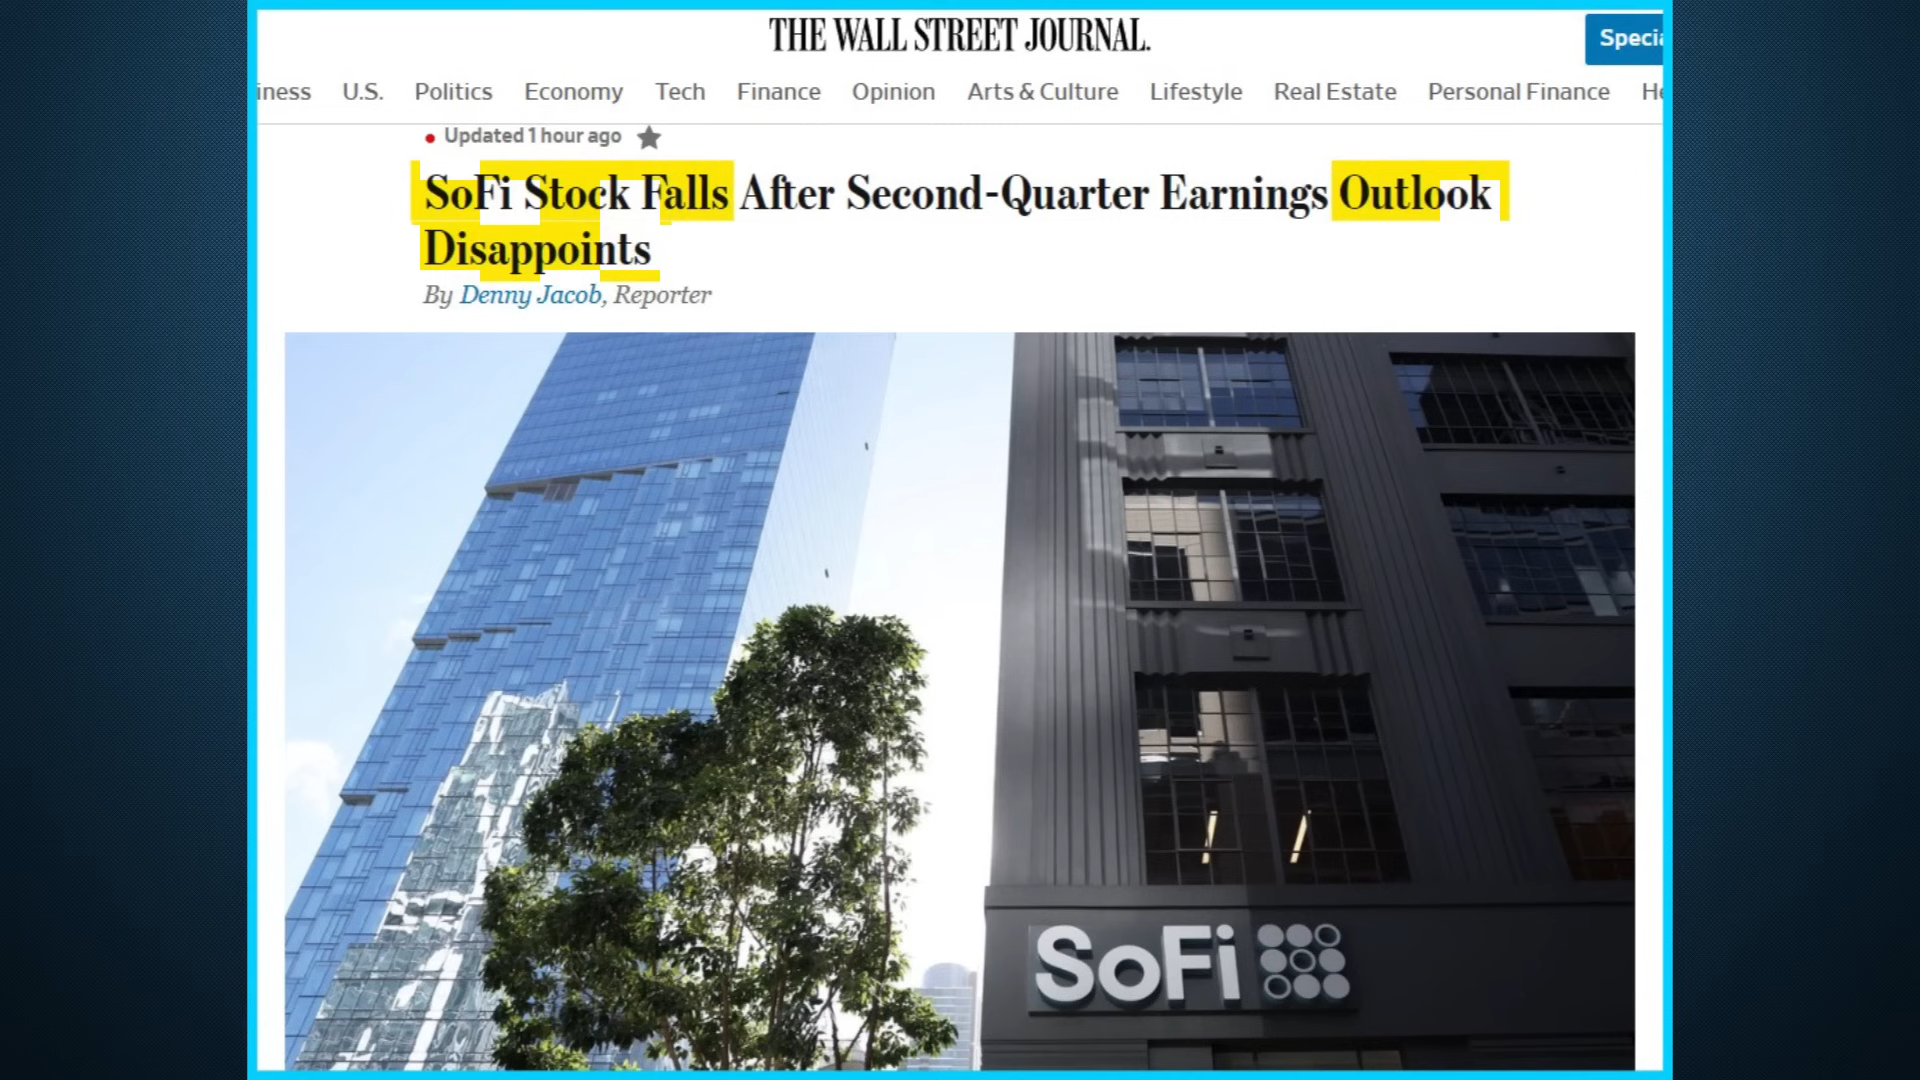 THE WALL STREET JOURNAL.
U.S. Politics Economy Tech Finance Opinion Arts & Culture Lifestyle Real Estate Personal Finance
Updated 1 hour ago
SoFi Stock Falls After Second-Quarter Earnings Outlook
Disappoints
By Denny Jacob, Reporter
SoFi